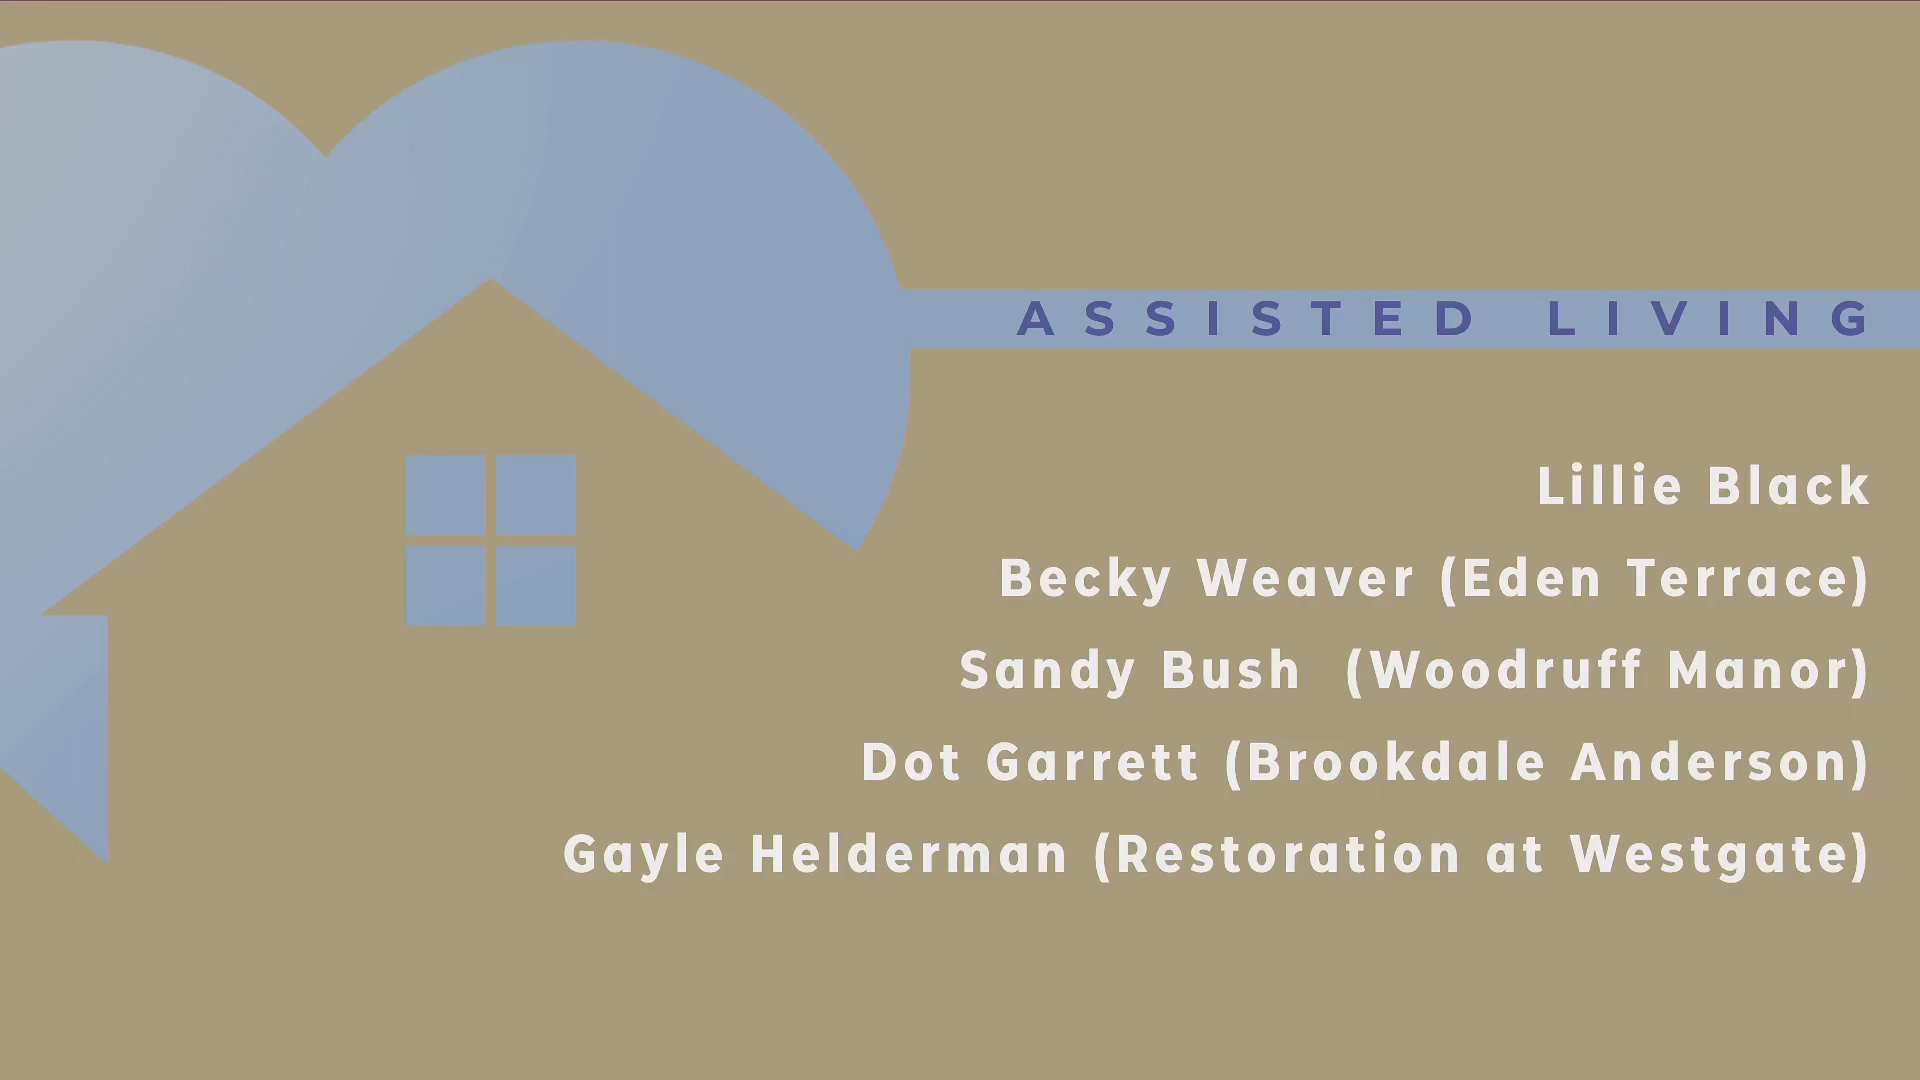 ASSISTED LIVING
Lillie Black
Becky Weaver (Eden Terrace)
Sandy Bush  (Woodruff Manor)
Dot Garrett (Brookdale Anderson)
Gayle Helderman (Restoration at Westgate)